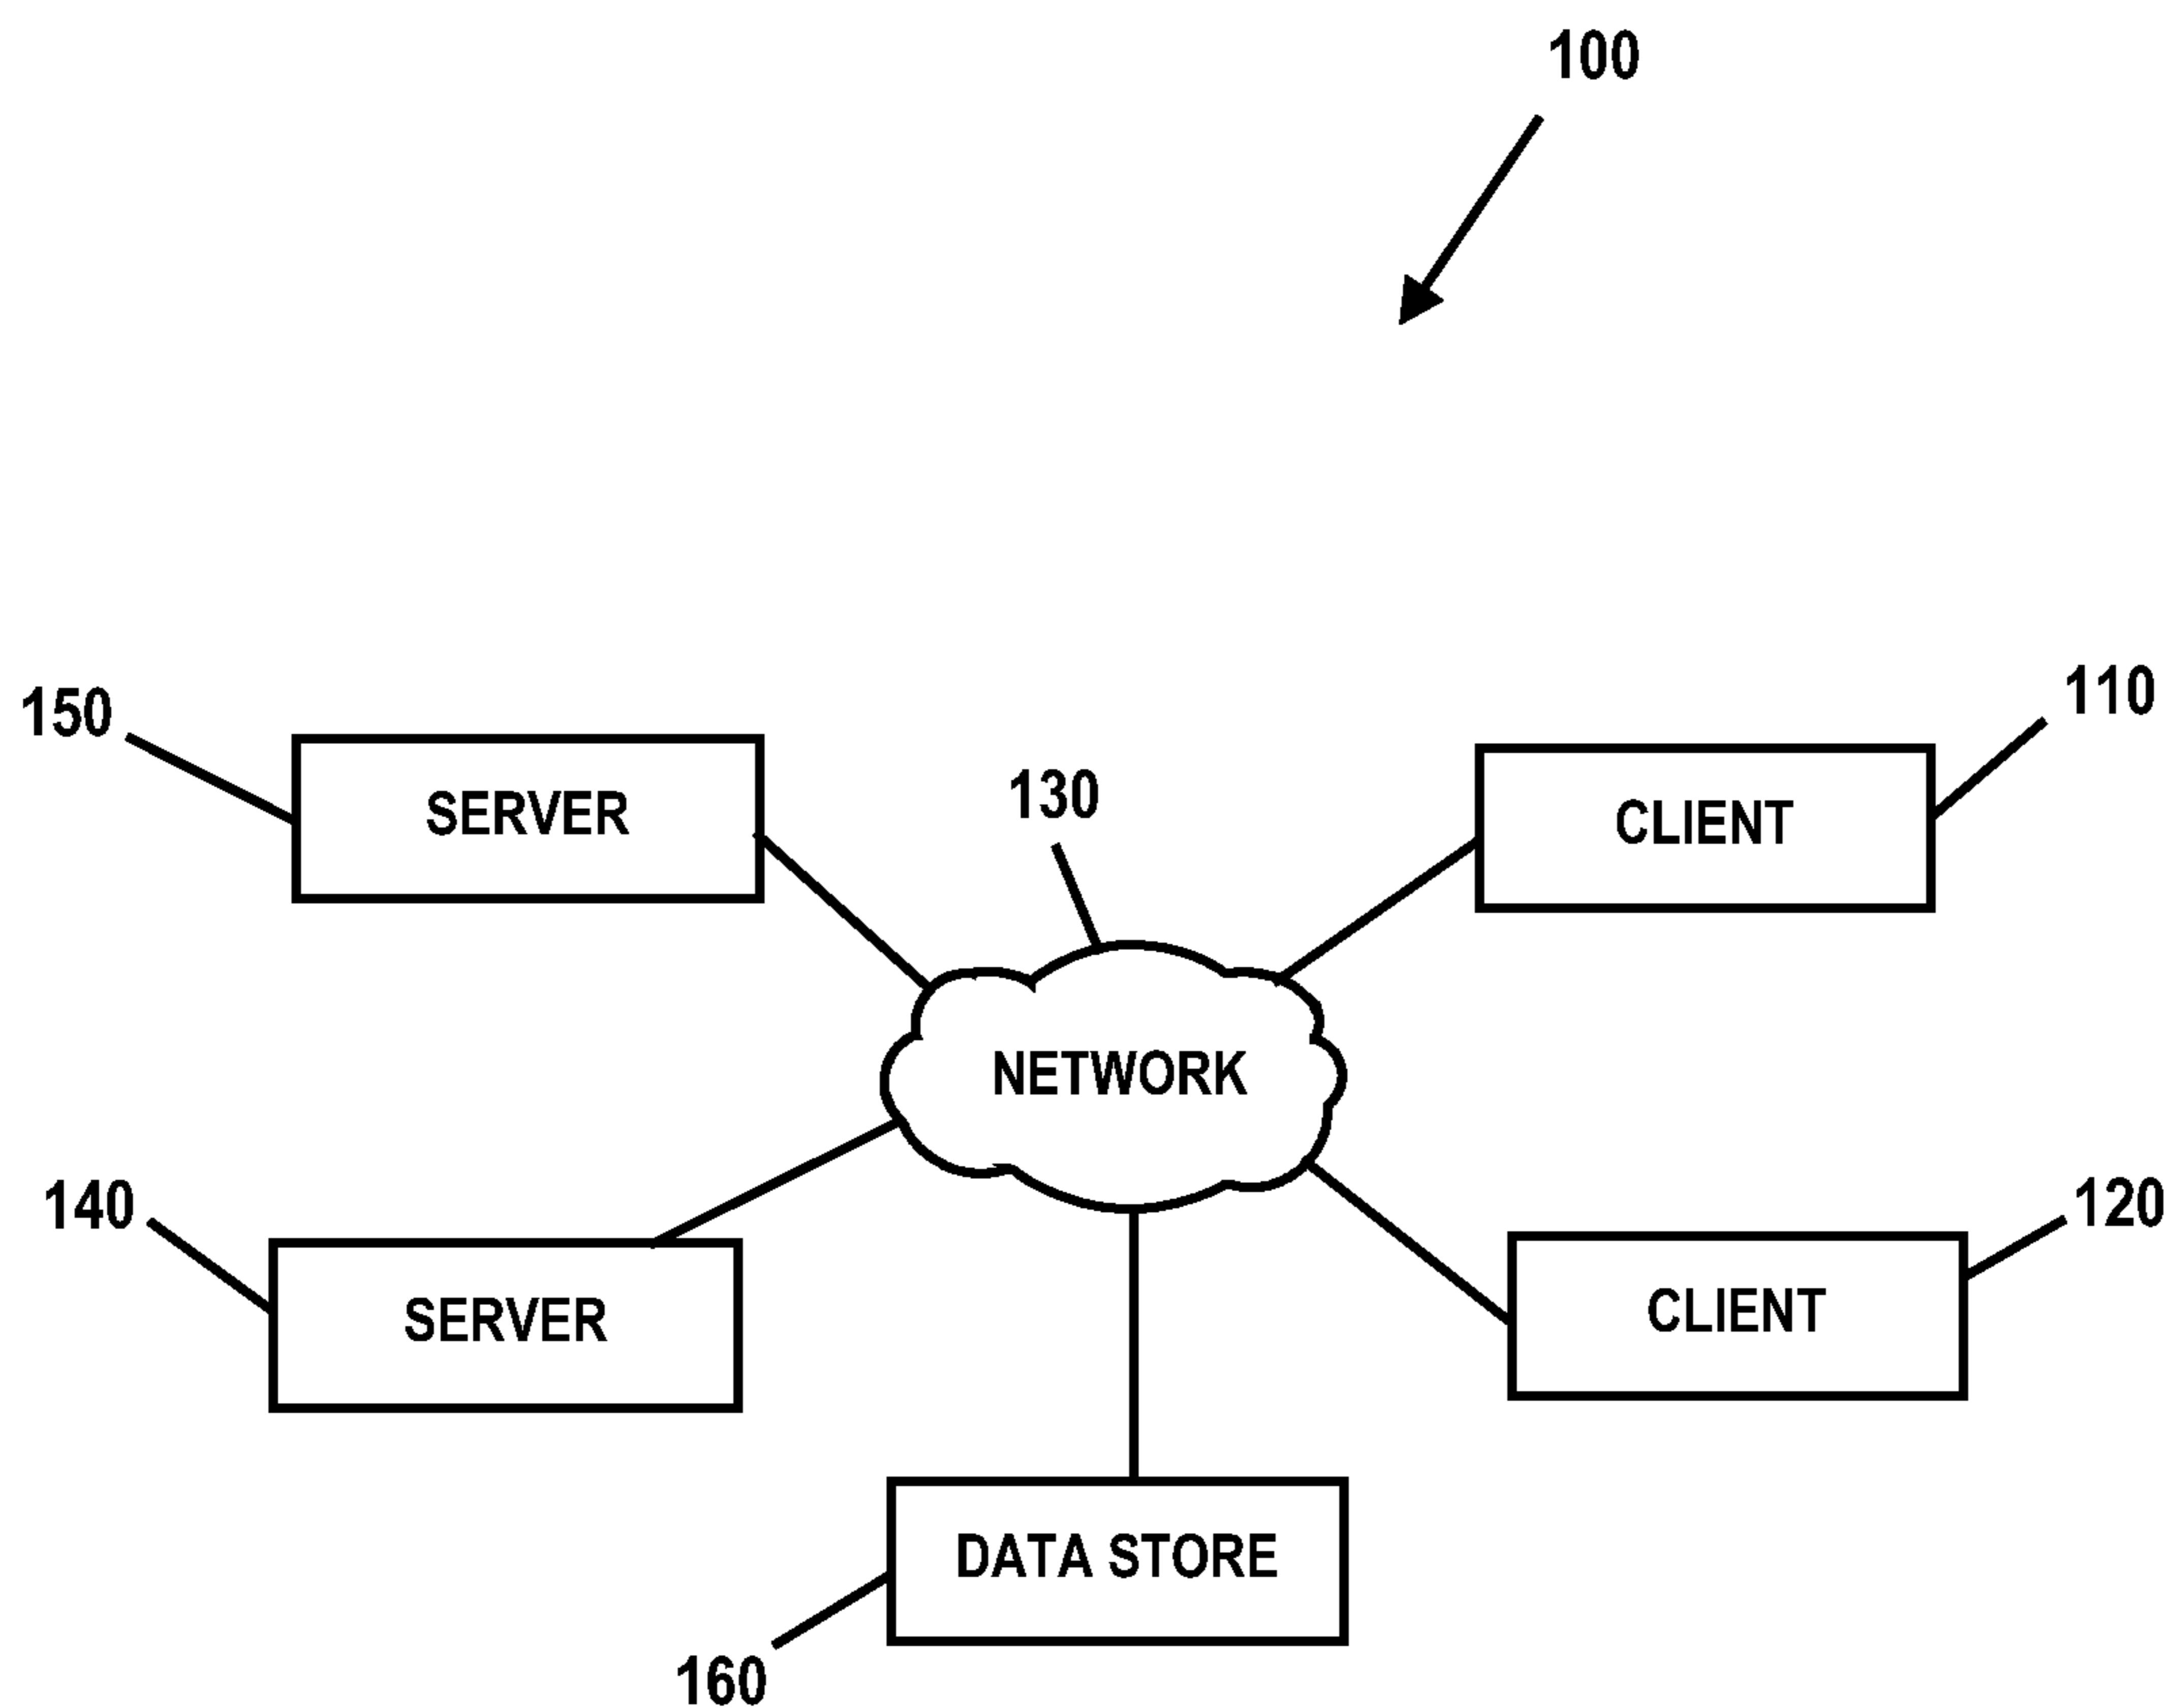 100
150
110
SERVER
130
CLIENT
NETWORK
140
120
SERVER
CLIENT
DATA STORE
160